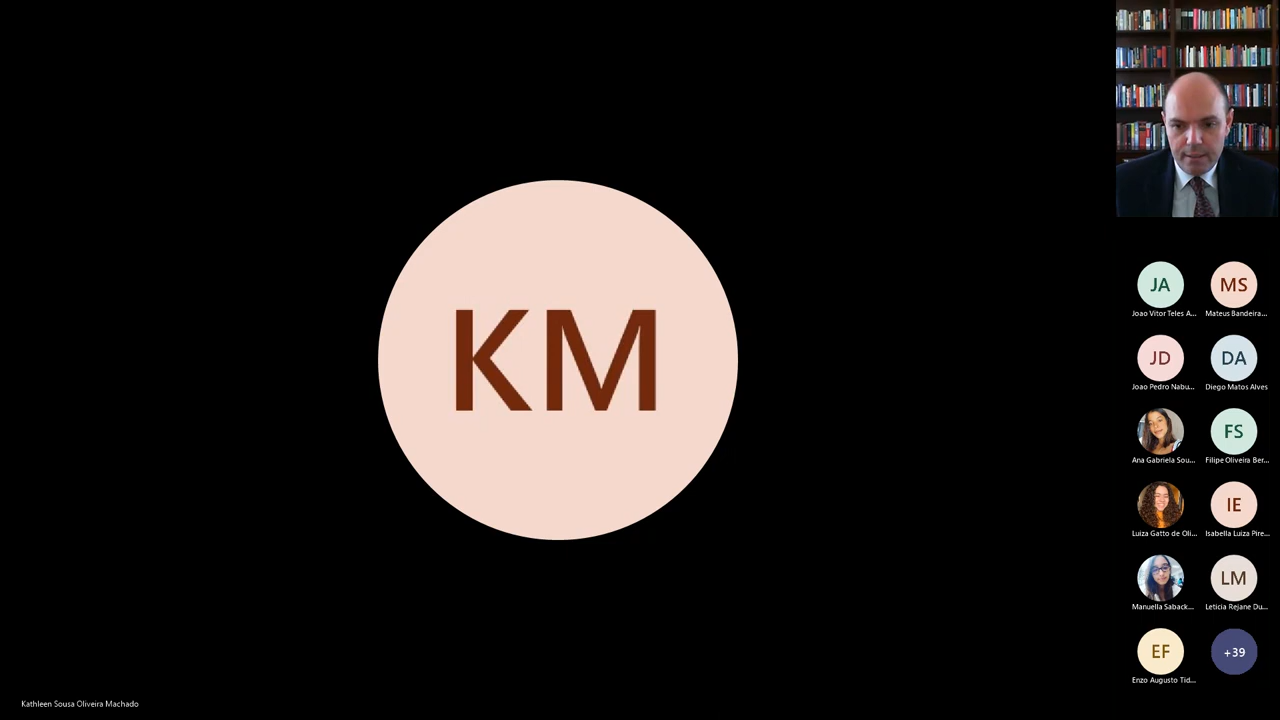 KM
Kathleen Sousa Oliveira Machado
JA
MS
Joao Vitor Teles A...
Mateus Bandeira...
JD
DA
Joao Pedro Nabu...
Diego Matos Alves
FS
Ana Gabriela Sou...
Filipe Oliveira Ber...
IE
Luiza Gatto de Oli...
Isabella Luiza Pire...
LM
Manuella Saback...
Leticia Rejane Du...
EF
+39
Enzo Augusto Tid...